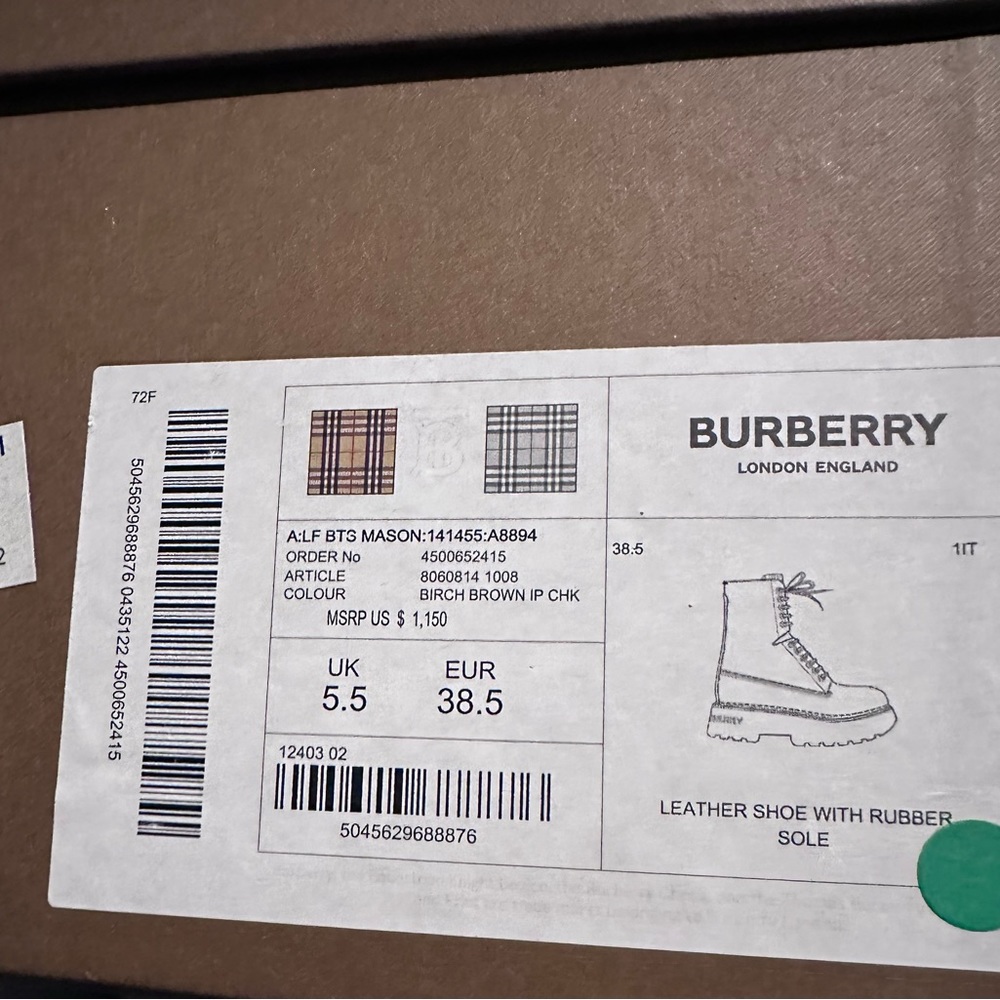 72F
5045629688876 0435122 4500652415
BURBERRY
LONDON ENGLAND
A:LF BTS MASON:141455:A8894
ORDER No 4500652415
ARTICLE 8060814 1008
COLOUR BIRCH BROWN IP CHK
MSRP US $ 1,150
UK EUR
5.5 38.5
12403 02
5045629688876
38.5 1IT
LEATHER SHOE WITH RUBBER
SOLE
2